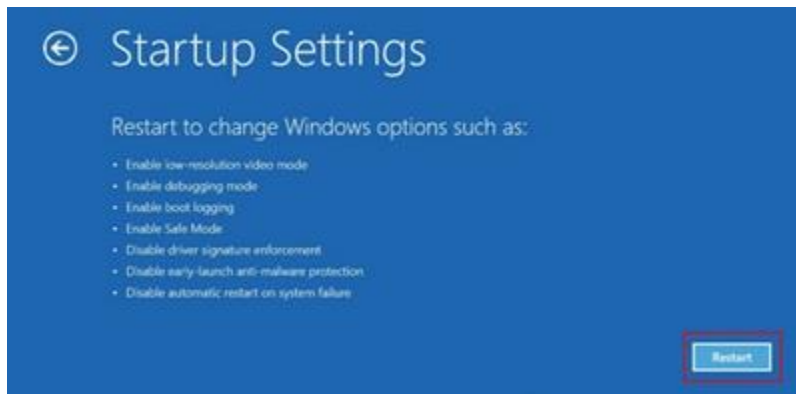 Startup Settings
Restart to change Windows options such as:
• Enable low-resolution video mode
• Enable debugging mode
• Enable boot logging
• Enable Safe Mode
• Disable driver signature enforcement
• Disable early-launch anti-malware protection
• Disable automatic restart on system failure
Restart